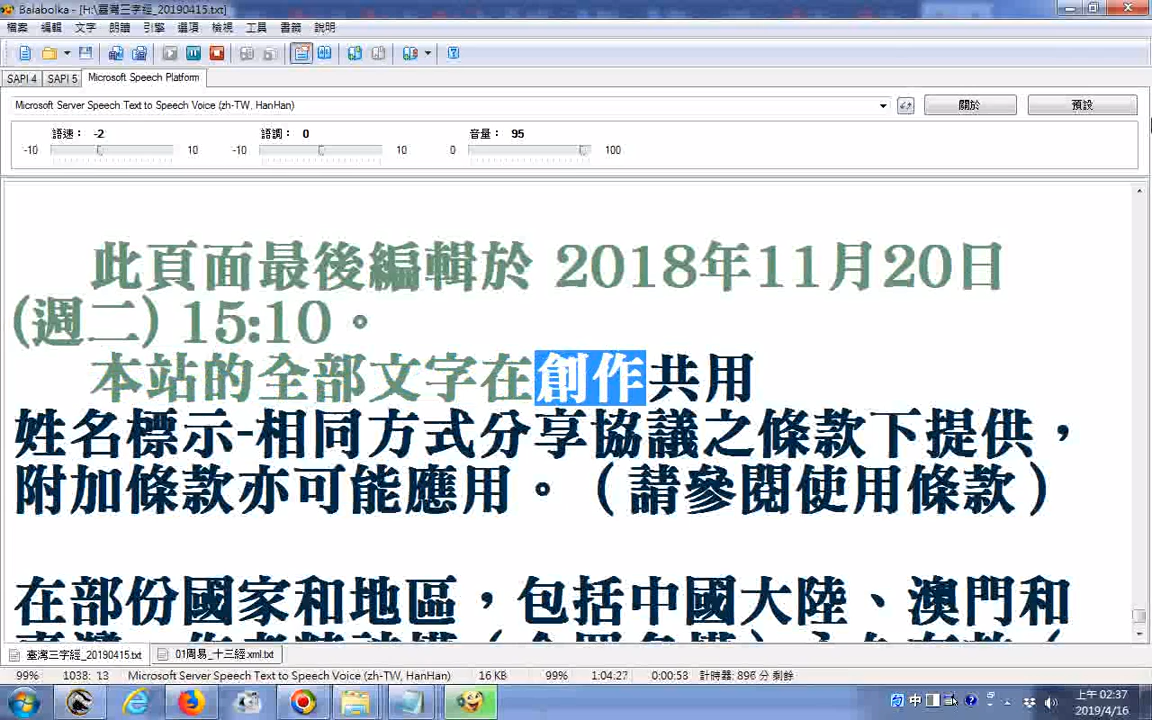 Balabolka - [H:\臺灣三字經_20190415.txt]
檔案 編輯 文字 朗讀 引擎 選項 檢視 工具 書籤 說明
SAPI 4 SAPI 5 Microsoft Speech Platform
Microsoft Server Speech Text to Speech Voice (zh-TW, HanHan) 關於 預設
語速： -2 語調： 0 音量： 95
-10 10 -10 10 0 100
此頁面最後編輯於 2018年11月20日
(週二) 15:10。
本站的全部文字在創作共用
姓名標示-相同方式分享協議之條款下提供，
附加條款亦可能應用。（請參閱使用條款）
在部份國家和地區，包括中國大陸、澳門和
臺灣三字經_20190415.txt 01周易_十三經.xml.txt
99% 1038: 13 Microsoft Server Speech Text to Speech Voice (zh-TW, HanHan) 16 KB 99% 1:04:27 0:00:53 計時器: 896 分 剩餘
中 上午 02:37
2019/4/16